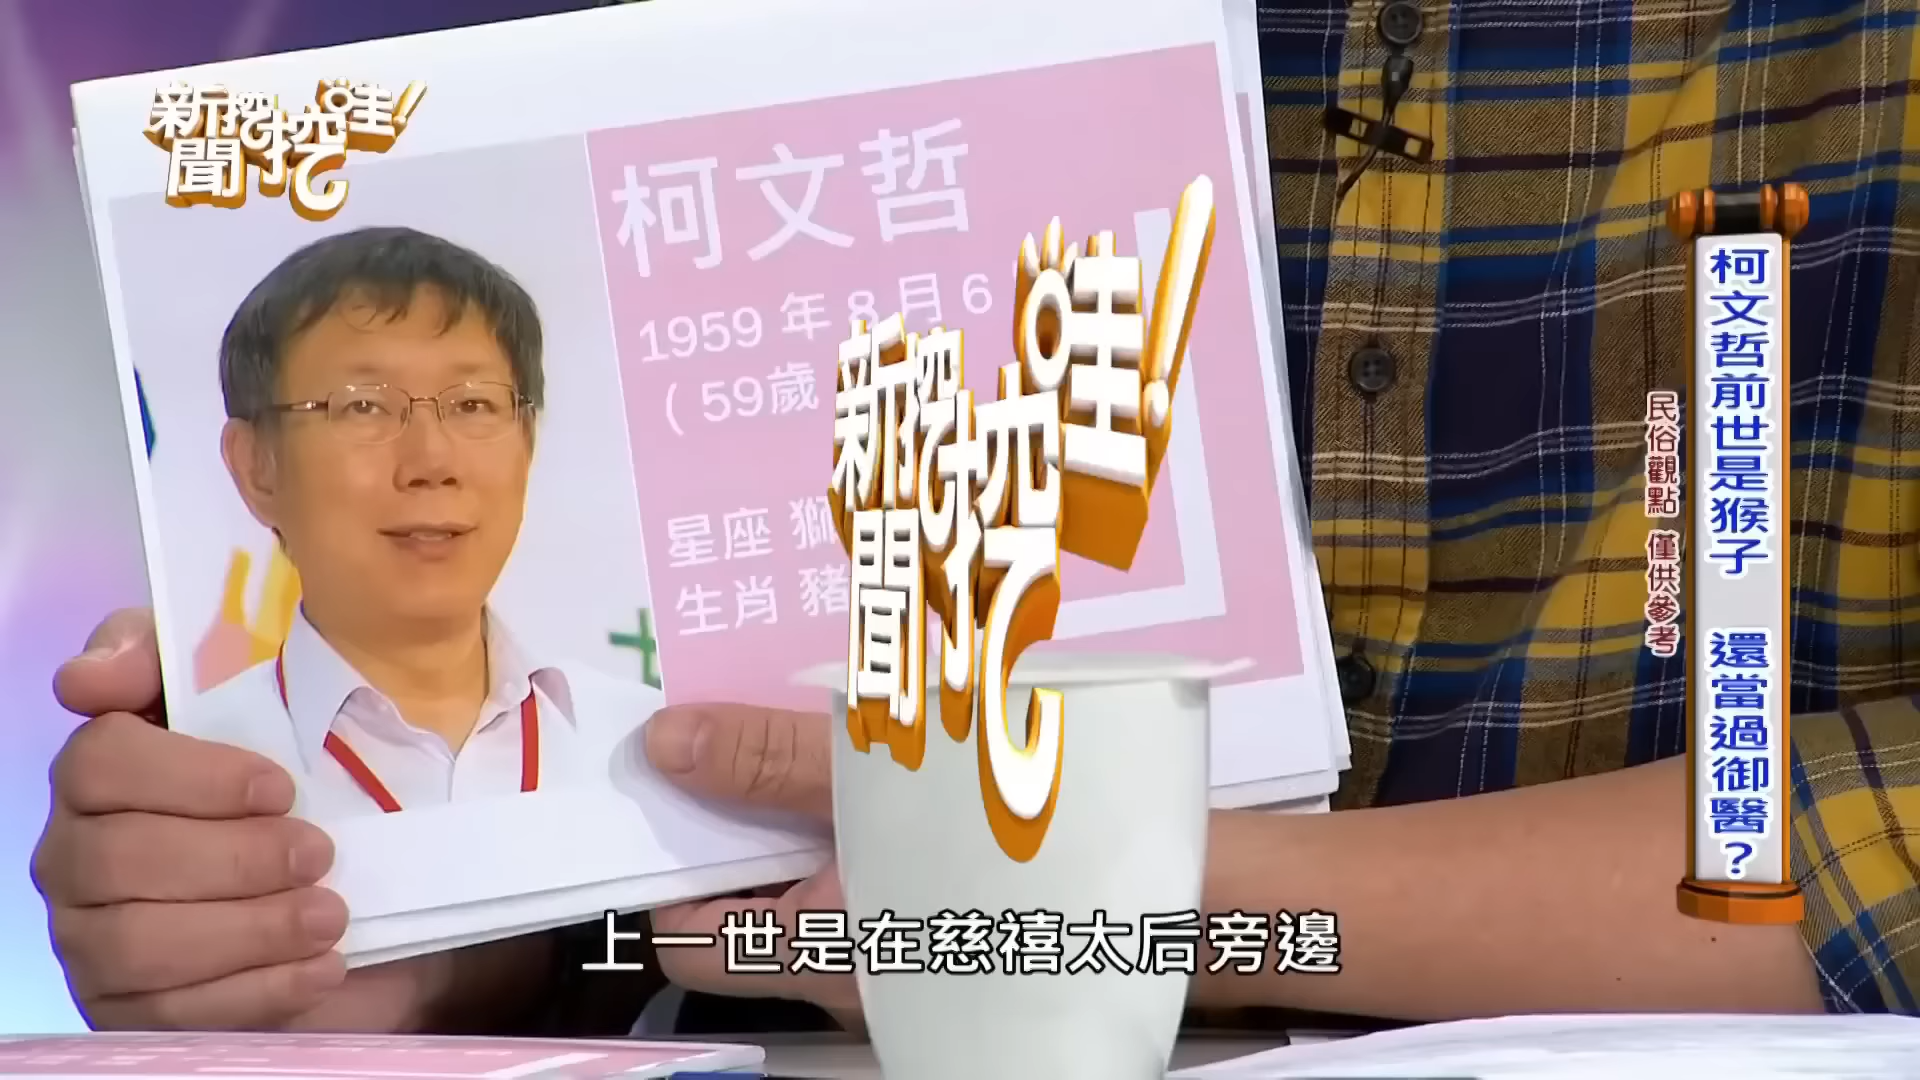 新聞挖挖哇!
柯文哲
1959 年 8 月 6
( 59歲
星座 獅
生肖 豬
新聞挖挖哇!
柯文哲前世是猴子 還當過御醫?
民俗觀點 僅供參考
上一世是在慈禧太后旁邊